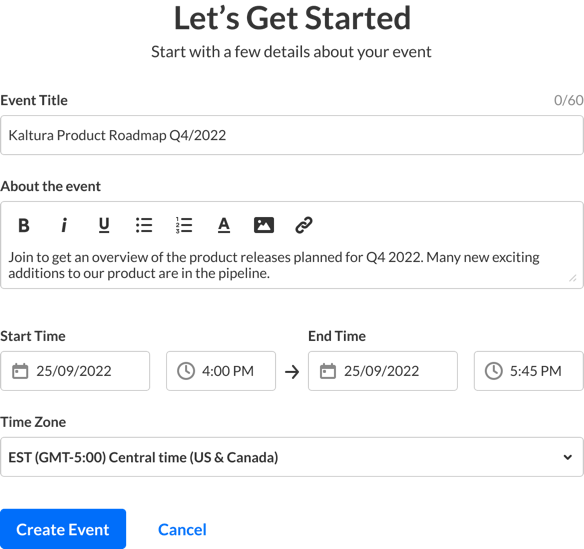 Let’s Get Started
Start with a few details about your event
Event Title 0/60
Kaltura Product Roadmap Q4/2022
About the event
B i U A
Join to get an overview of the product releases planned for Q4 2022. Many new exciting
additions to our product are in the pipeline.
Start Time End Time
25/09/2022 4:00 PM → 25/09/2022 5:45 PM
Time Zone
EST (GMT-5:00) Central time (US & Canada)
Create Event Cancel